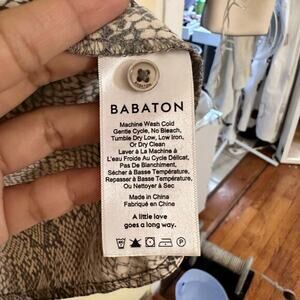 BABATON
Machine Wash Cold
Gentle Cycle, No Bleach,
Tumble Dry Low, Low Iron,
Or Dry Clean
Laver à La Machine à
L'eau Froide Au Cycle Délicat,
Pas De Blanchiment,
Sécher à Basse Température,
Repasser à Basse Température,
Ou Nettoyer à Sec
Made in China
Fabriqué en China
A little love
goes a long way.